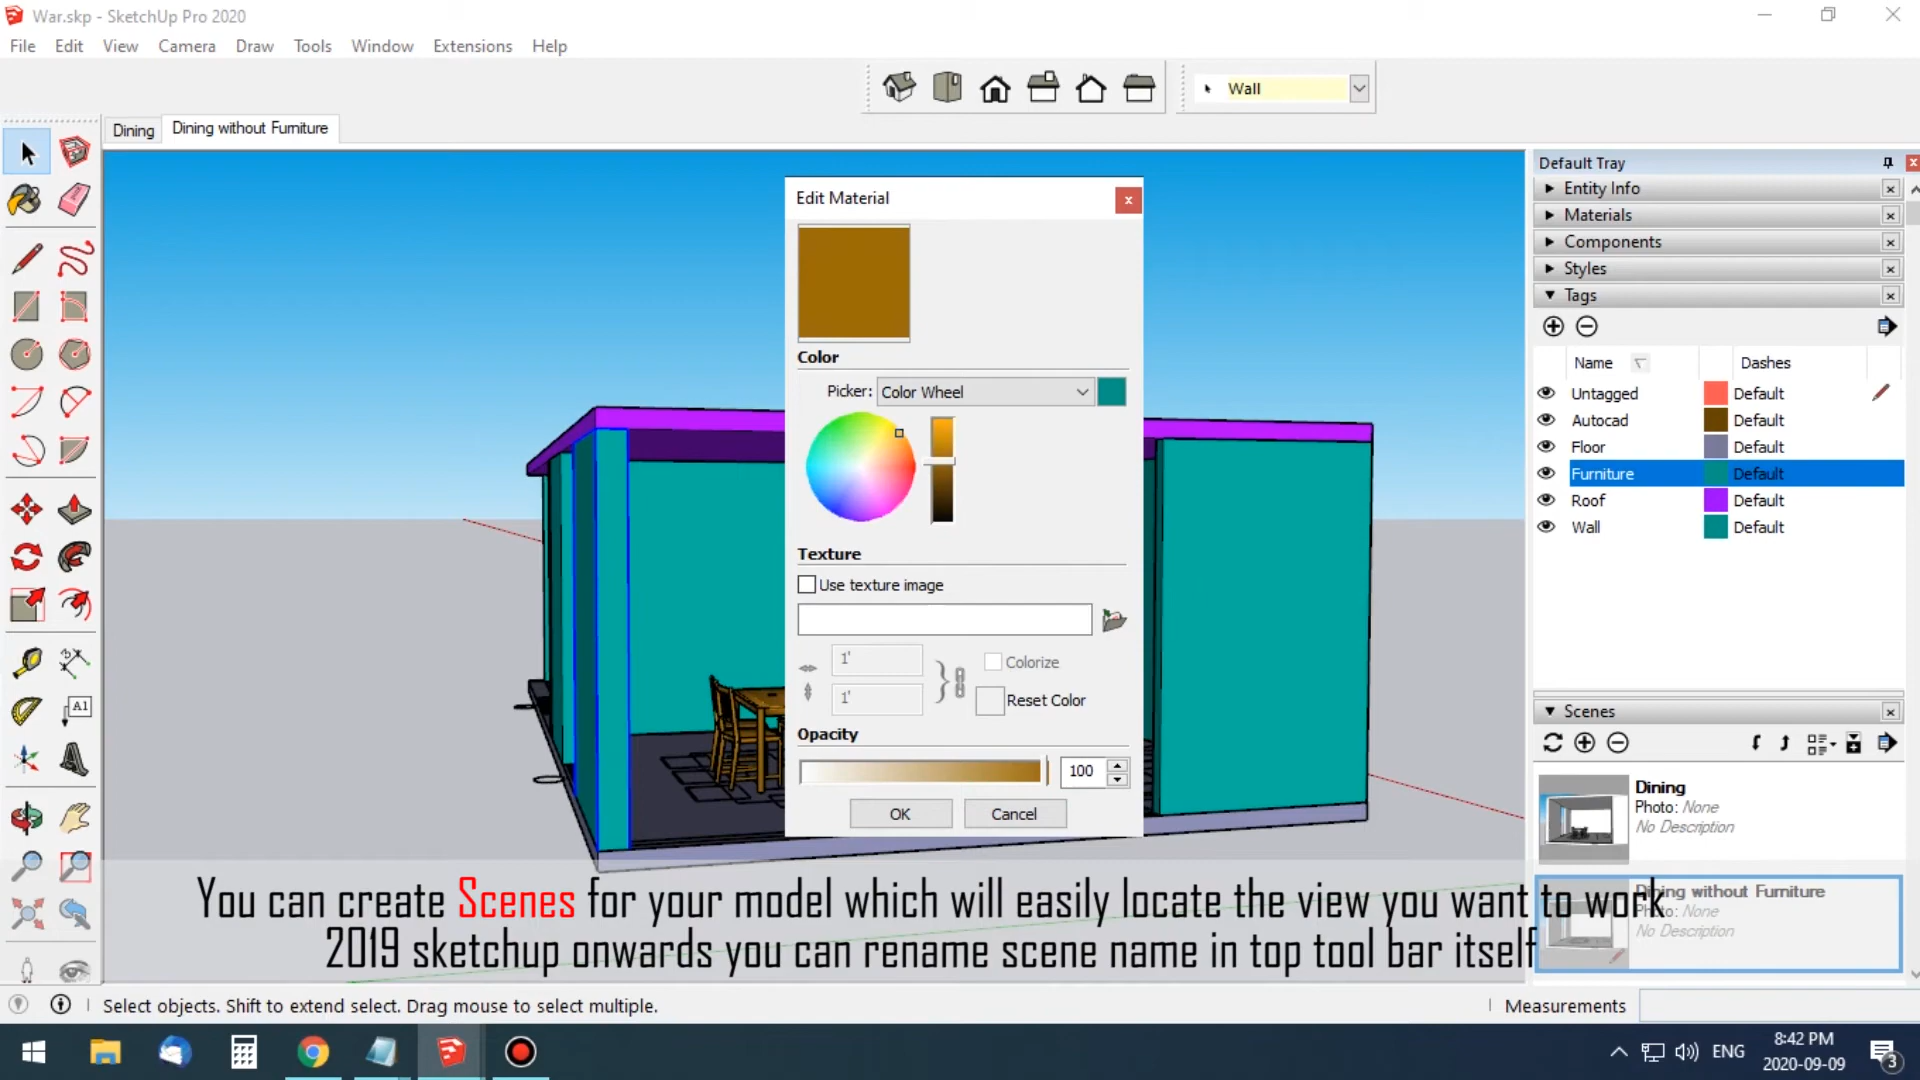 War.skp - SketchUp Pro 2020
File Edit View Camera Draw Tools Window Extensions Help
Wall
Dining Dining without Furniture
Edit Material
Color
Picker: Color Wheel
Texture
Use texture image
1'
Colorize
1'
Reset Color
Opacity
100
OK Cancel
Default Tray
Entity Info
Materials
Components
Styles
Tags
Name Dashes
Untagged Default
Autocad Default
Floor Default
Furniture Default
Roof Default
Wall Default
Scenes
Dining
Photo: None
No Description
Dining without Furniture
Photo: None
No Description
You can create Scenes for your model which will easily locate the view you want to work
2019 sketchup onwards you can rename scene name in top tool bar itself
A1
Select objects. Shift to extend select. Drag mouse to select multiple.
Measurements
ENG
8:42 PM
2020-09-09
3